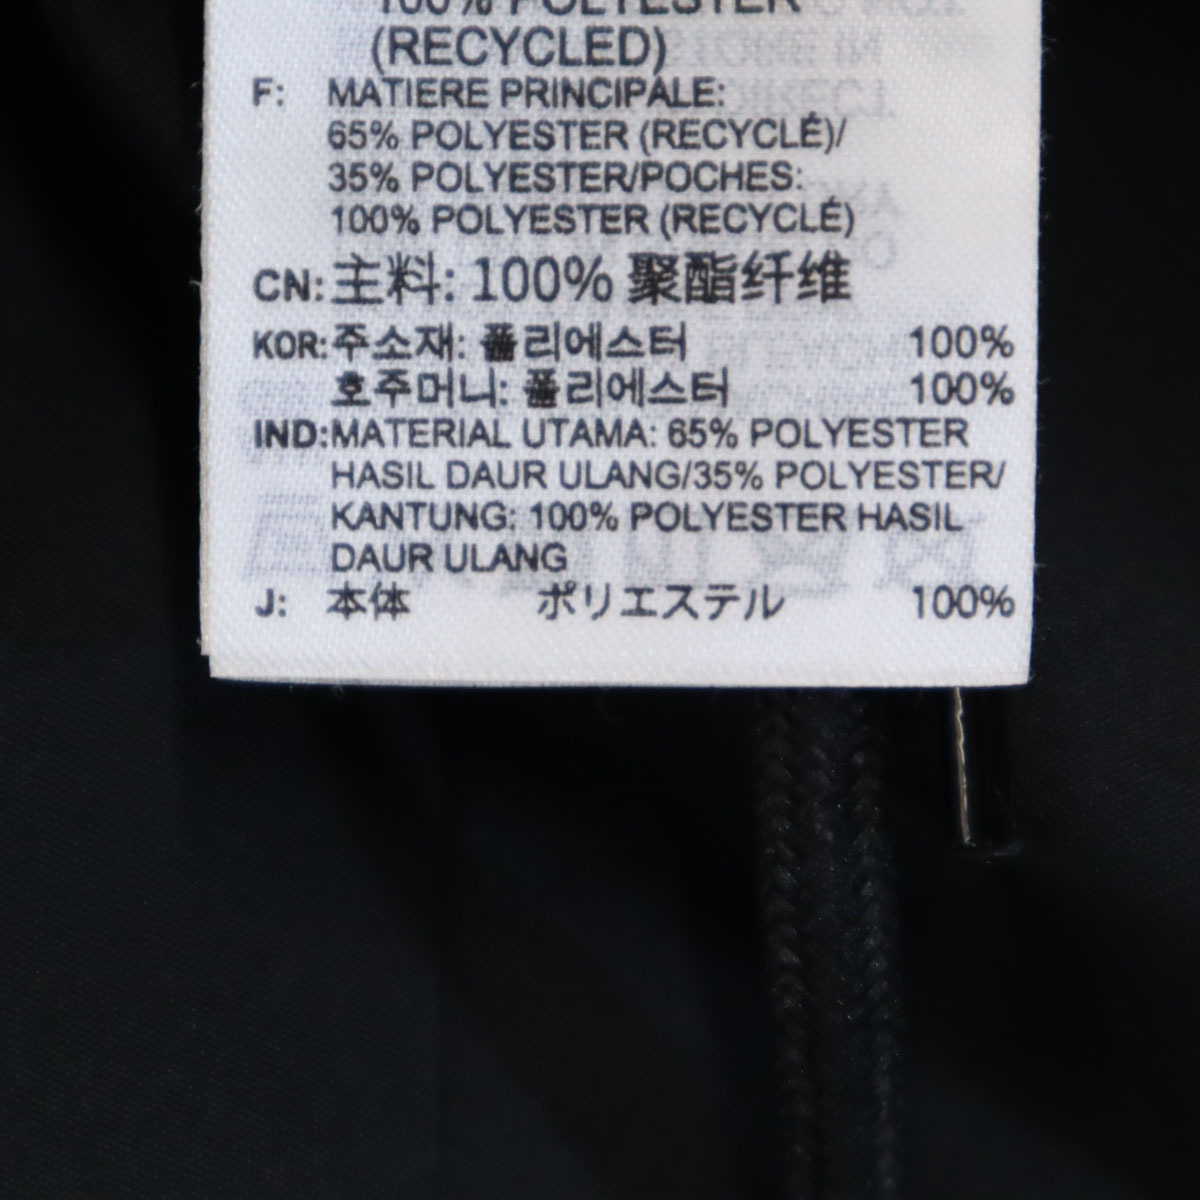 100% POLYESTER
(RECYCLED)
F: MATIERE PRINCIPALE:
65% POLYESTER (RECYCLÉ)/
35% POLYESTER/POCHES:
100% POLYESTER (RECYCLÉ)
CN: 主料: 100% 聚酯纤维
KOR: 주소재: 폴리에스터 100%
호주머니: 폴리에스터 100%
IND: MATERIAL UTAMA: 65% POLYESTER
HASIL DAUR ULANG/35% POLYESTER/
KANTUNG: 100% POLYESTER HASIL
DAUR ULANG
J: 本体 ポリエステル 100%